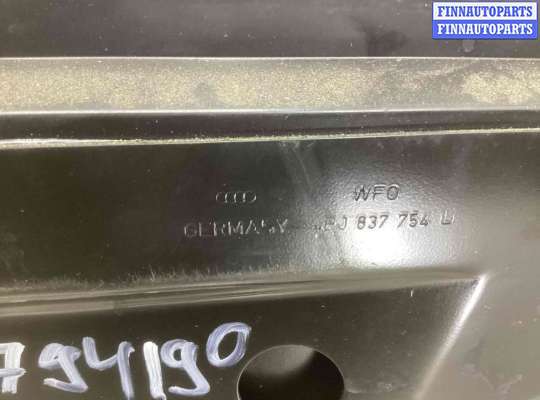 FINNAUTOPARTS
FINNAUTOPARTS
WFO
GERMANY 837 754
794190